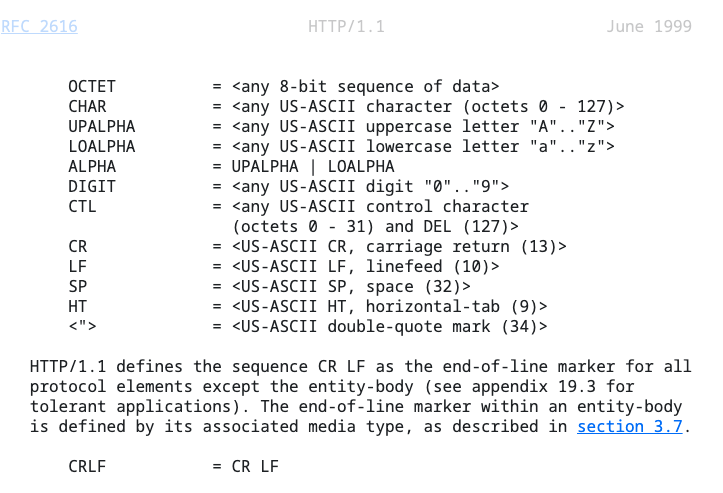 RFC 2616 HTTP/1.1 June 1999
OCTET = <any 8-bit sequence of data>
CHAR = <any US-ASCII character (octets 0 - 127)>
UPALPHA = <any US-ASCII uppercase letter "A".."Z">
LOALPHA = <any US-ASCII lowercase letter "a".."z">
ALPHA = UPALPHA | LOALPHA
DIGIT = <any US-ASCII digit "0".."9">
CTL = <any US-ASCII control character
(octets 0 - 31) and DEL (127)>
CR = <US-ASCII CR, carriage return (13)>
LF = <US-ASCII LF, linefeed (10)>
SP = <US-ASCII SP, space (32)>
HT = <US-ASCII HT, horizontal-tab (9)>
<"> = <US-ASCII double-quote mark (34)>
HTTP/1.1 defines the sequence CR LF as the end-of-line marker for all
protocol elements except the entity-body (see appendix 19.3 for
tolerant applications). The end-of-line marker within an entity-body
is defined by its associated media type, as described in section 3.7.
CRLF = CR LF